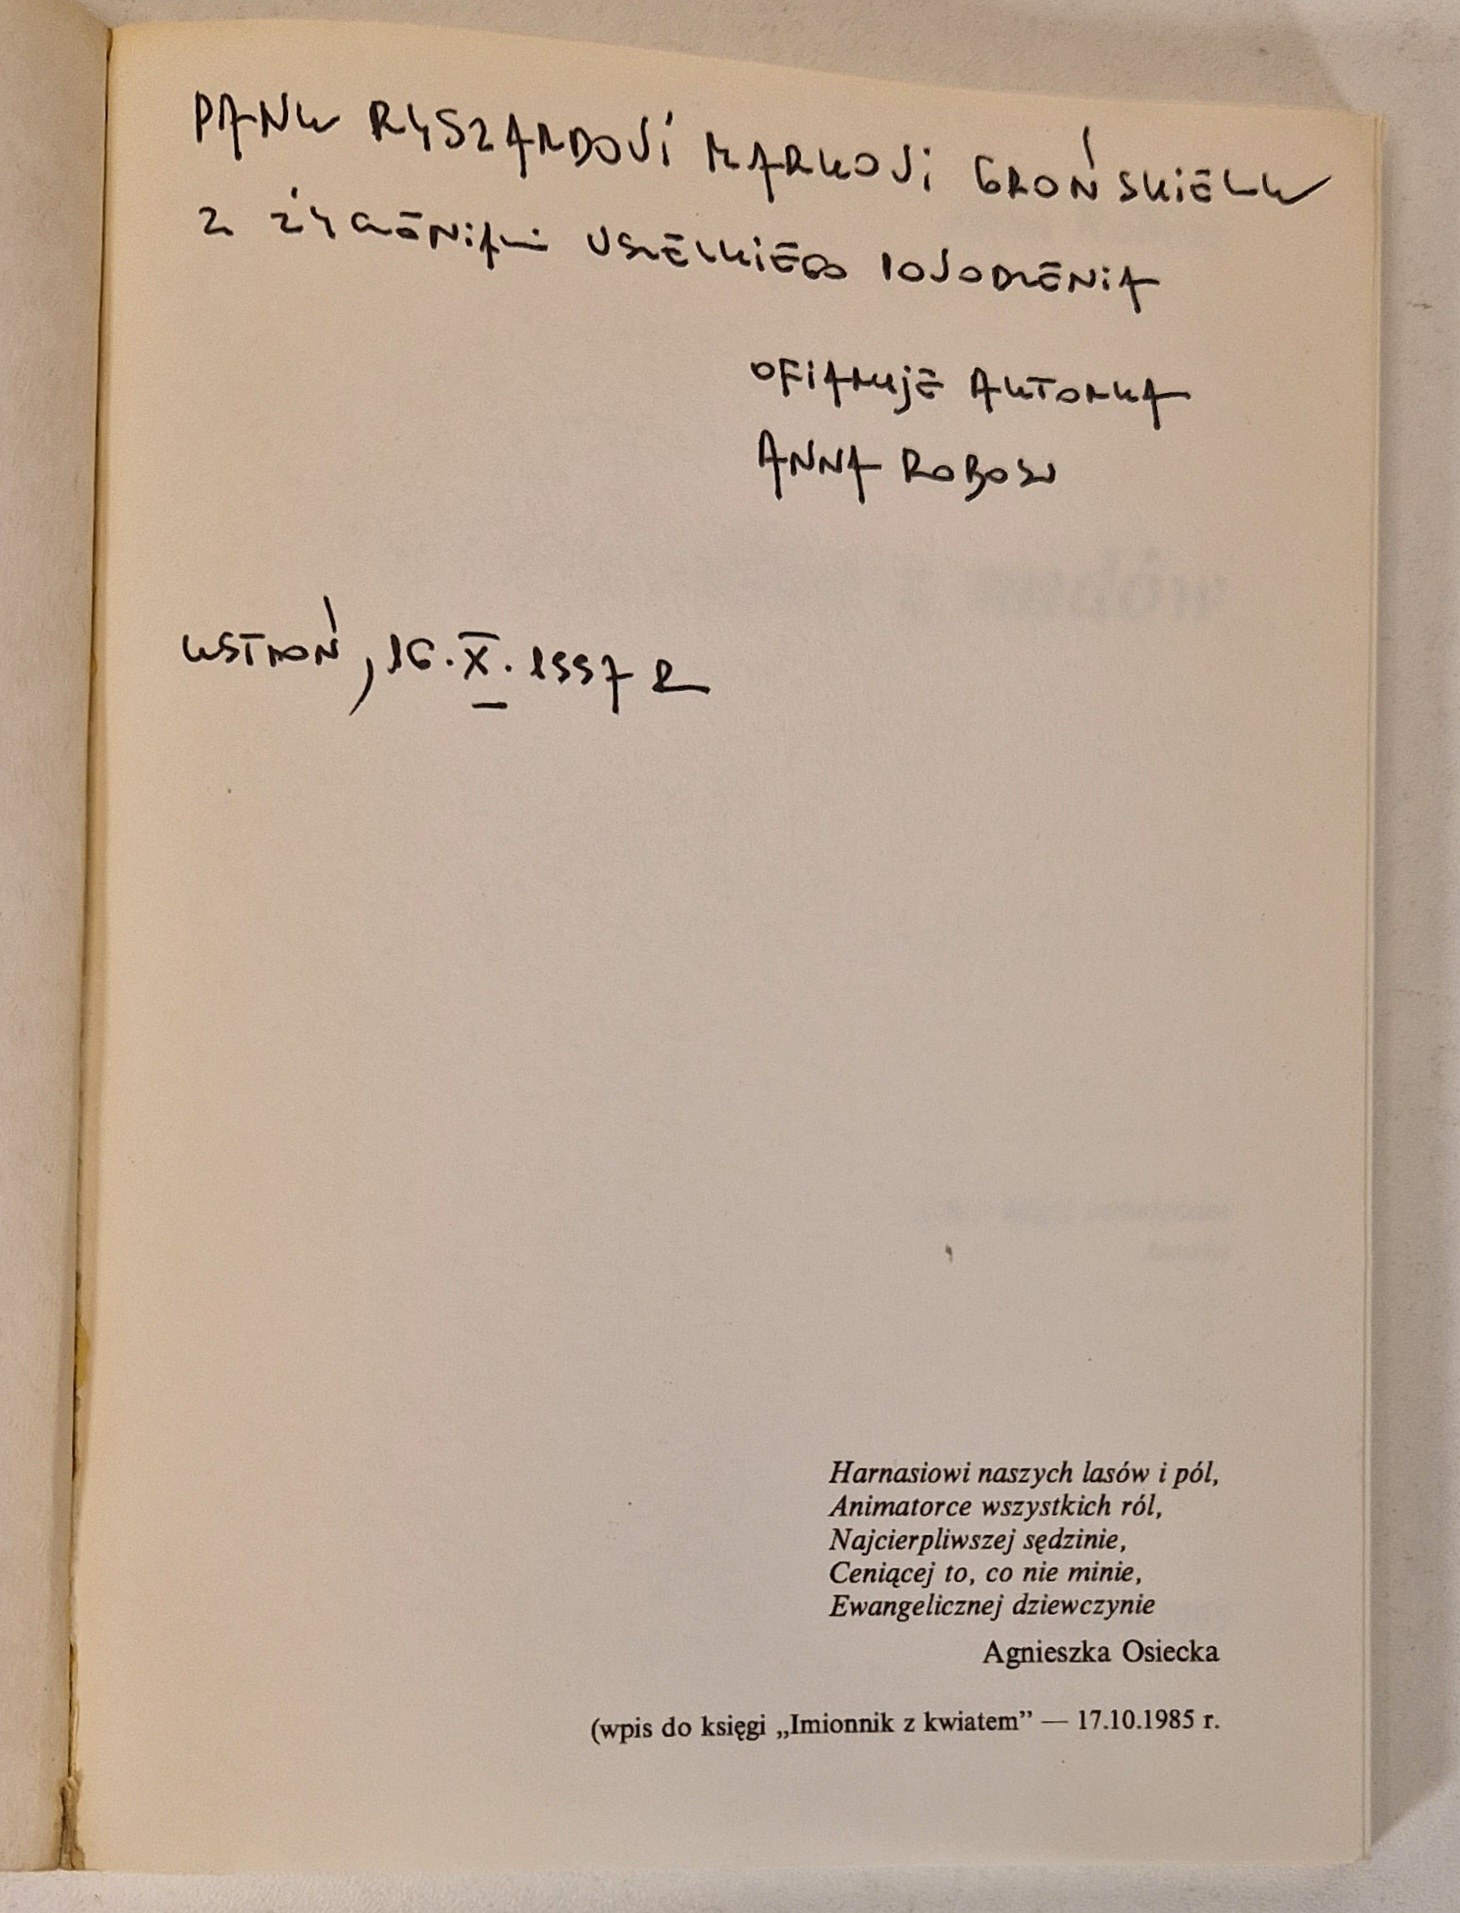 PANU RYSZARDOWI MARKOWI GROŃSKIEMU
Z ŻYCZENIAMI WSZELKIEGO POWODZENIA
OFIARUJE AUTORKA
ANNA ROBOSZ
USTROŃ, 16.X.1997 R
Harnasiowi naszych lasów i pól,
Animatorce wszystkich ról,
Najcierpliwszej sędzinie,
Ceniącej to, co nie minie,
Ewangelicznej dziewczynie
Agnieszka Osiecka
(wpis do księgi „Imionnik z kwiatem” — 17.10.1985 r.